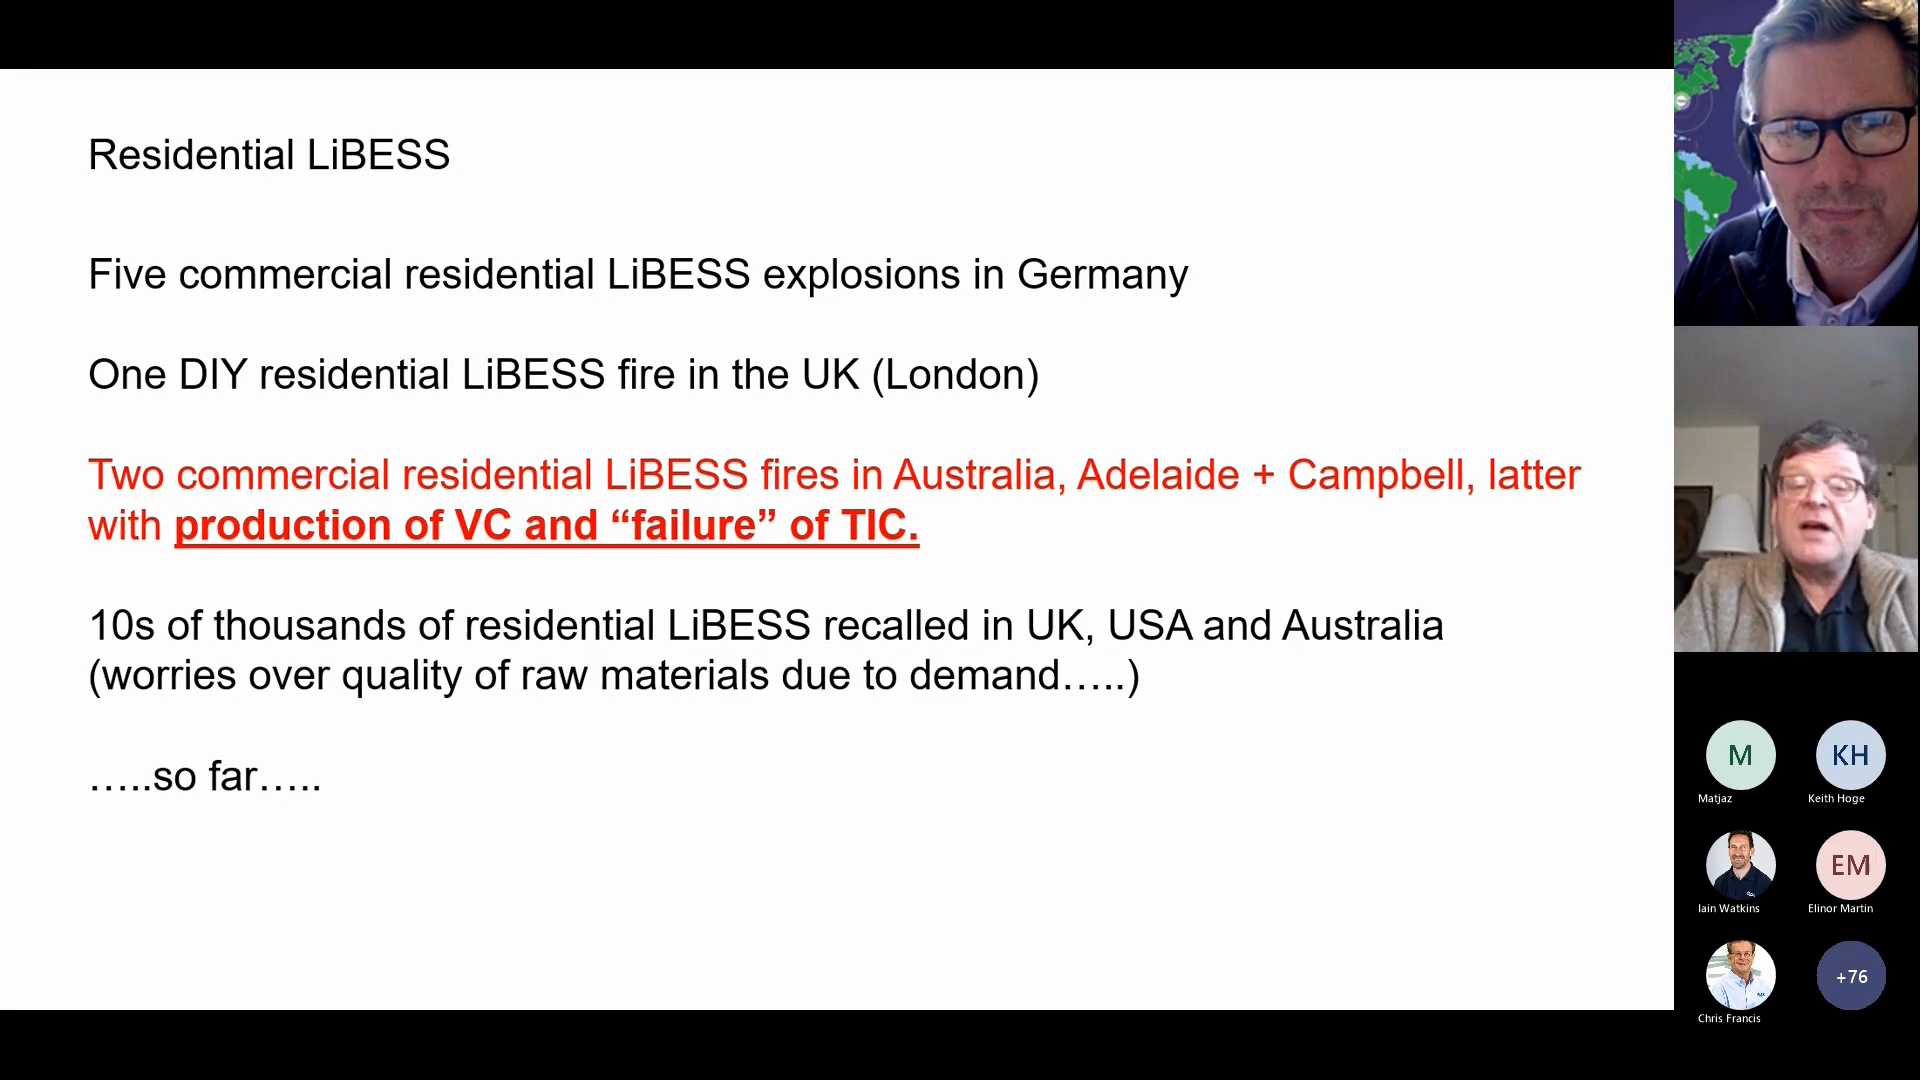 Residential LiBESS
Five commercial residential LiBESS explosions in Germany
One DIY residential LiBESS fire in the UK (London)
Two commercial residential LiBESS fires in Australia, Adelaide + Campbell, latter
with production of VC and “failure” of TIC.
10s of thousands of residential LiBESS recalled in UK, USA and Australia
(worries over quality of raw materials due to demand…..)
…..so far…..
M
KH
Matjaz
Keith Hoge
EM
Iain Watkins
Elinor Martin
+76
Chris Francis